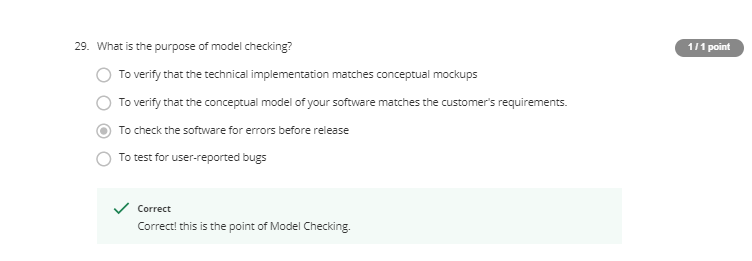 29. What is the purpose of model checking?
1 / 1 point
To verify that the technical implementation matches conceptual mockups
To verify that the conceptual model of your software matches the customer's requirements.
To check the software for errors before release
To test for user-reported bugs
Correct
Correct! this is the point of Model Checking.